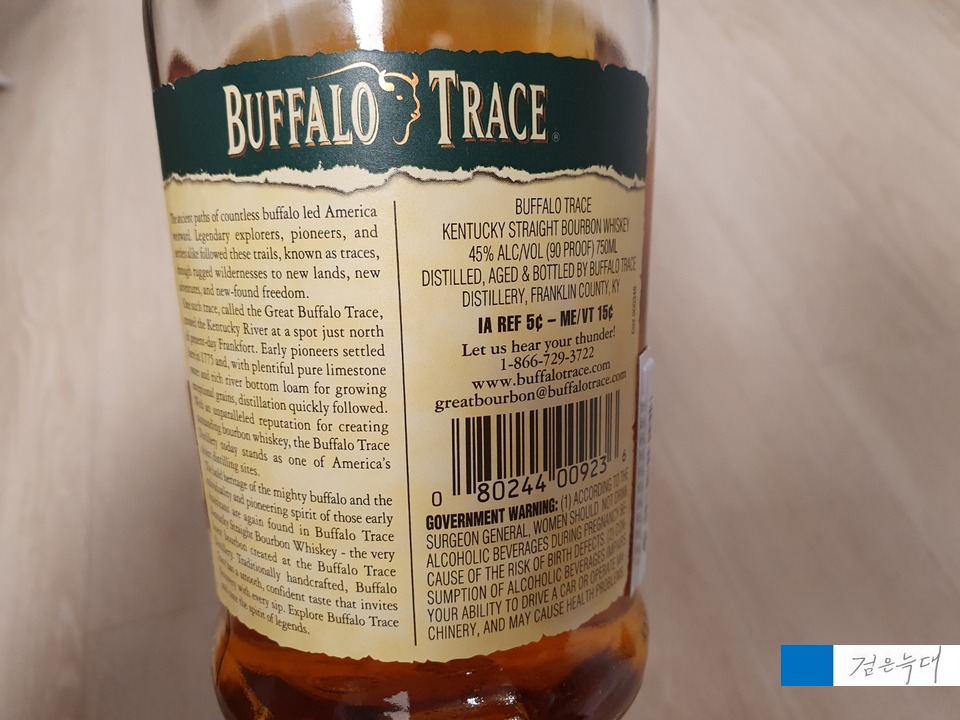 BUFFALO TRACE ®
The ancient paths of countless buffalo led America
westward. Legendary explorers, pioneers, and
alike followed these trails, known as traces,
through rugged wildernesses to new lands, new
adventures, and new-found freedom.
One such trace, called the Great Buffalo Trace,
the Kentucky River at a spot just north
of present-day Frankfort. Early pioneers settled
here in 1775 and, with plentiful pure limestone
water and rich river bottom loam for growing
exceptional grains, distillation quickly followed.
With an unparalleled reputation for creating
outstanding bourbon whiskey, the Buffalo Trace
Distillery today stands as one of America's
distilling sites.
The bold heritage of the mighty buffalo and the
and pioneering spirit of those early
Americans are again found in Buffalo Trace
Kentucky Straight Bourbon Whiskey - the very
bourbon created at the Buffalo Trace
Distillery. Traditionally handcrafted, Buffalo
has a smooth, confident taste that invites
with every sip. Explore Buffalo Trace
the spirit of legends.
BUFFALO TRACE
KENTUCKY STRAIGHT BOURBON WHISKEY
45% ALC/VOL (90 PROOF) 750ML
DISTILLED, AGED & BOTTLED BY BUFFALO TRACE
DISTILLERY, FRANKLIN COUNTY, KY
IA REF 5¢ – ME/VT 15¢
Let us hear your thunder!
1-866-729-3722
www.buffalotrace.com
greatbourbon@buffalotrace.com
0 80244 00923 6
GOVERNMENT WARNING: (1) ACCORDING TO THE
SURGEON GENERAL, WOMEN SHOULD NOT DRINK
ALCOHOLIC BEVERAGES DURING PREGNANCY BE-
CAUSE OF THE RISK OF BIRTH DEFECTS. (2) CON-
SUMPTION OF ALCOHOLIC BEVERAGES IMPAIRS
YOUR ABILITY TO DRIVE A CAR OR OPERATE MA-
CHINERY, AND MAY CAUSE HEALTH PROBLEMS.
검은늑대